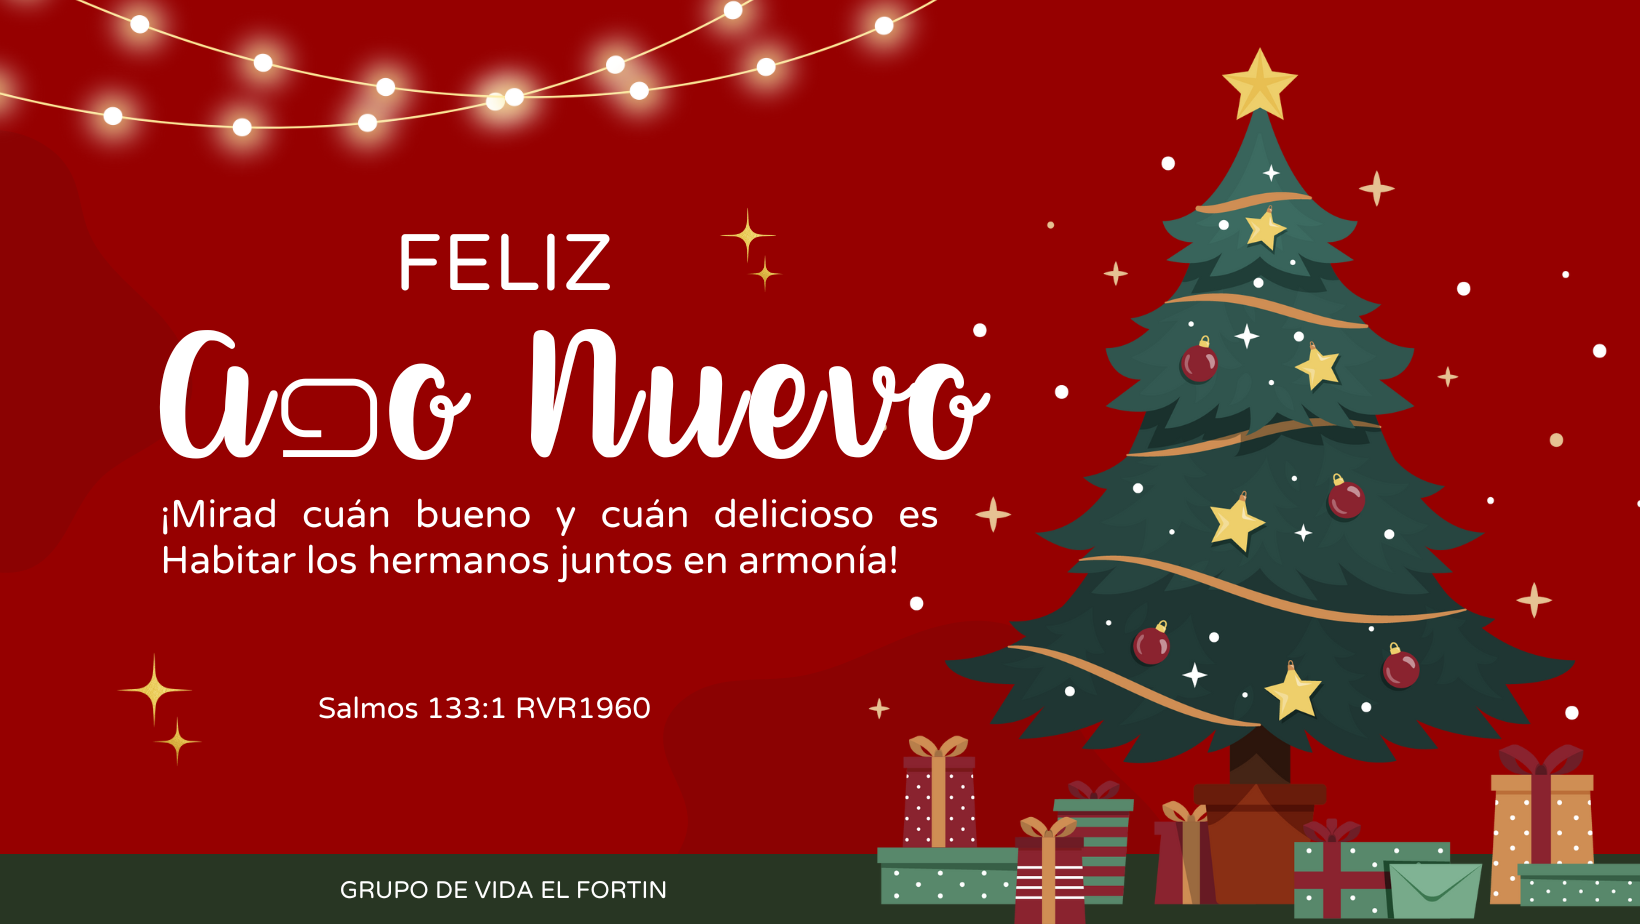 FELIZ
Aפo Nuevo
¡Mirad cuán bueno y cuán delicioso es
Habitar los hermanos juntos en armonía!
Salmos 133:1 RVR1960
GRUPO DE VIDA EL FORTIN